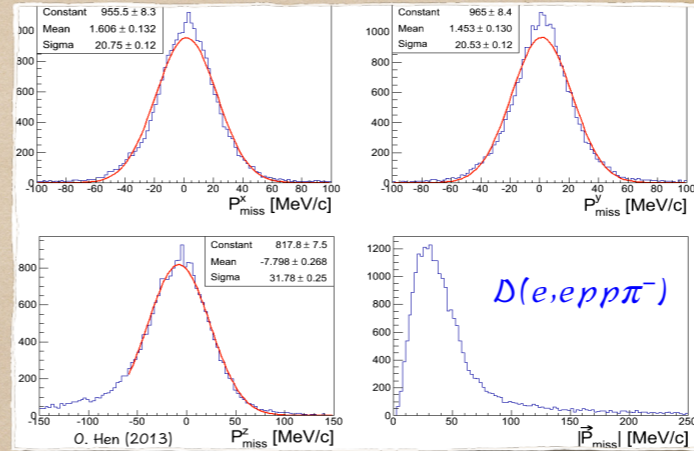 Constant 955.5 ± 8.3
Mean 1.606 ± 0.132
Sigma 20.75 ± 0.12
1000
800
600
400
200
0
-100 -80 -60 -40 -20 0 20 40 60 80 100
P^x_miss [MeV/c]
Constant 965 ± 8.4
Mean 1.453 ± 0.130
Sigma 20.53 ± 0.12
1000
800
600
400
200
0
-100 -80 -60 -40 -20 0 20 40 60 80 100
P^y_miss [MeV/c]
Constant 817.8 ± 7.5
Mean -7.798 ± 0.268
Sigma 31.78 ± 0.25
800
600
400
200
0
-150 -100 -50 0 50 100 150
O. Hen (2013)
P^z_miss [MeV/c]
D(e,eppπ⁻)
1200
1000
800
600
400
200
0
0 50 100 150 200 250
|P⃗_miss| [MeV/c]